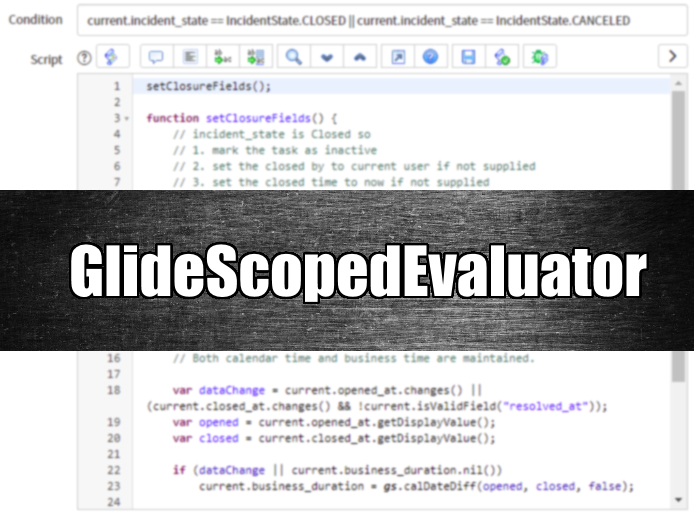 Condition current.incident_state == IncidentState.CLOSED || current.incident_state == IncidentState.CANCELED
Script
1 setClosureFields();
2
3 function setClosureFields() {
4 // incident_state is Closed so
5 // 1. mark the task as inactive
6 // 2. set the closed by to current user if not supplied
7 // 3. set the closed time to now if not supplied
GlideScopedEvaluator
16 // Both calendar time and business time are maintained.
17
18 var dataChange = current.opened_at.changes() ||
(current.closed_at.changes() && !current.isValidField("resolved_at"));
19 var opened = current.opened_at.getDisplayValue();
20 var closed = current.closed_at.getDisplayValue();
21
22 if (dataChange || current.business_duration.nil())
23 current.business_duration = gs.calDateDiff(opened, closed, false);
24